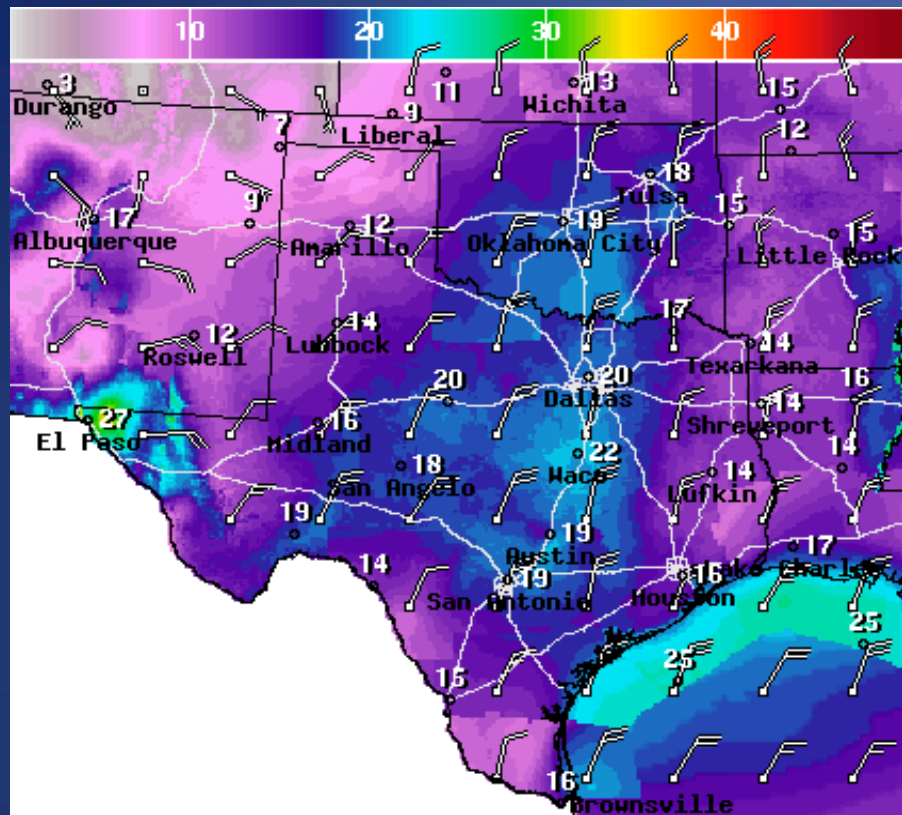 10 20 30 40
3 11 13 15
Durango Wichita
9
7 Liberal 12
18
Tulsa
17 9 12 19 15 15
Albuquerque Amarillo Oklahoma City Little Rock
12 14 17 14
Roswell Lubbock Texarkana
20 20 16
Dallas
27 16 14
El Paso Midland Shreveport
18 22 14 14
San Angelo Waco Lufkin
19 19 17
Austin Lake Charles
14 19 16
San Antonio Houston
25 25
15
16
Brownsville